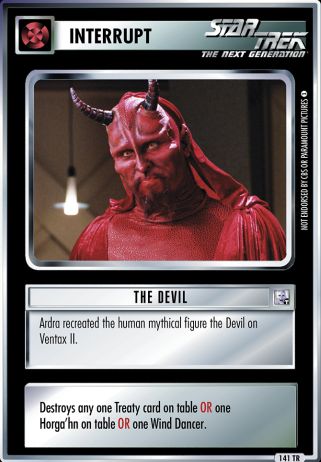 INTERRUPT
STAR TREK
THE NEXT GENERATION
NOT ENDORSED BY CBS OR PARAMOUNT PICTURES
THE DEVIL
Ardra recreated the human mythical figure the Devil on
Ventax II.
Destroys any one Treaty card on table OR one
Horga'hn on table OR one Wind Dancer.
141 TR